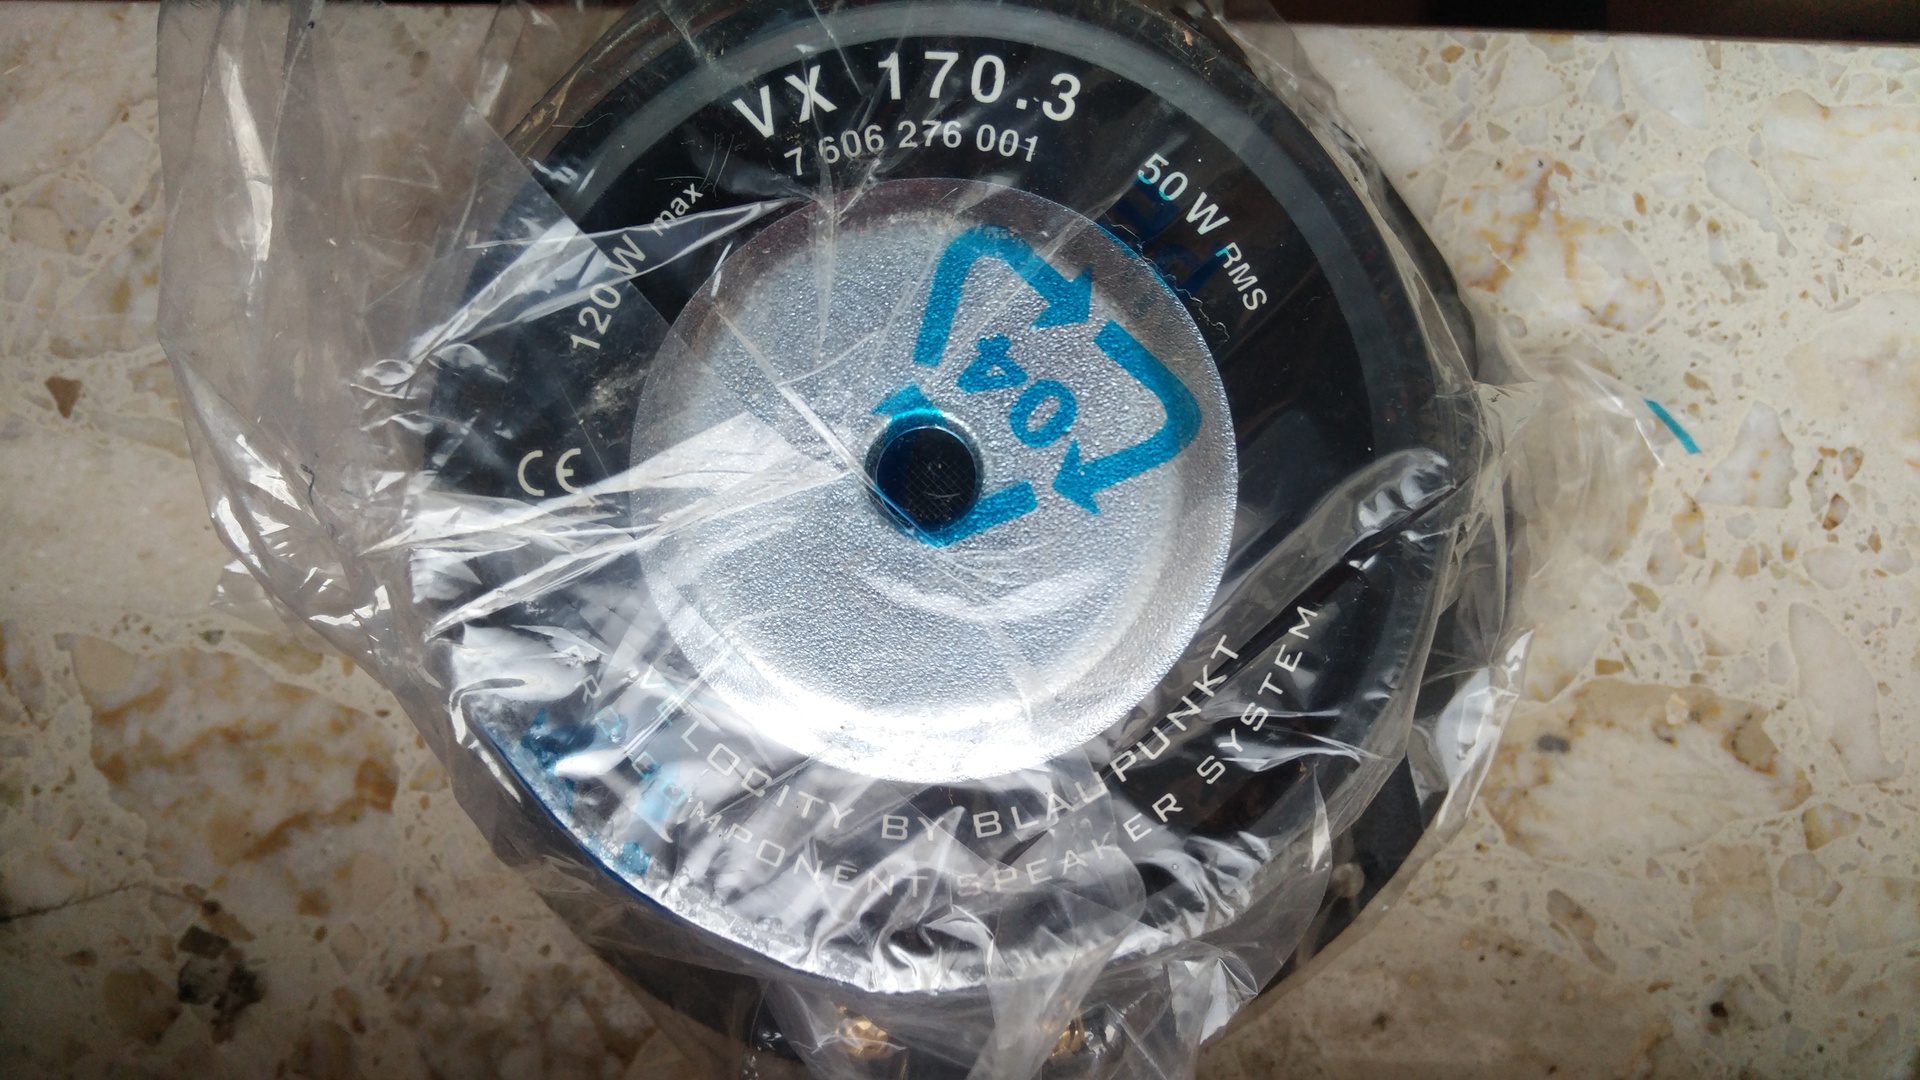 VX 170.3
7 606 276 001
120 W max
50 W RMS
CE
04
VELOCITY BY BLAUPUNKT
COMPONENT SPEAKER SYSTEM